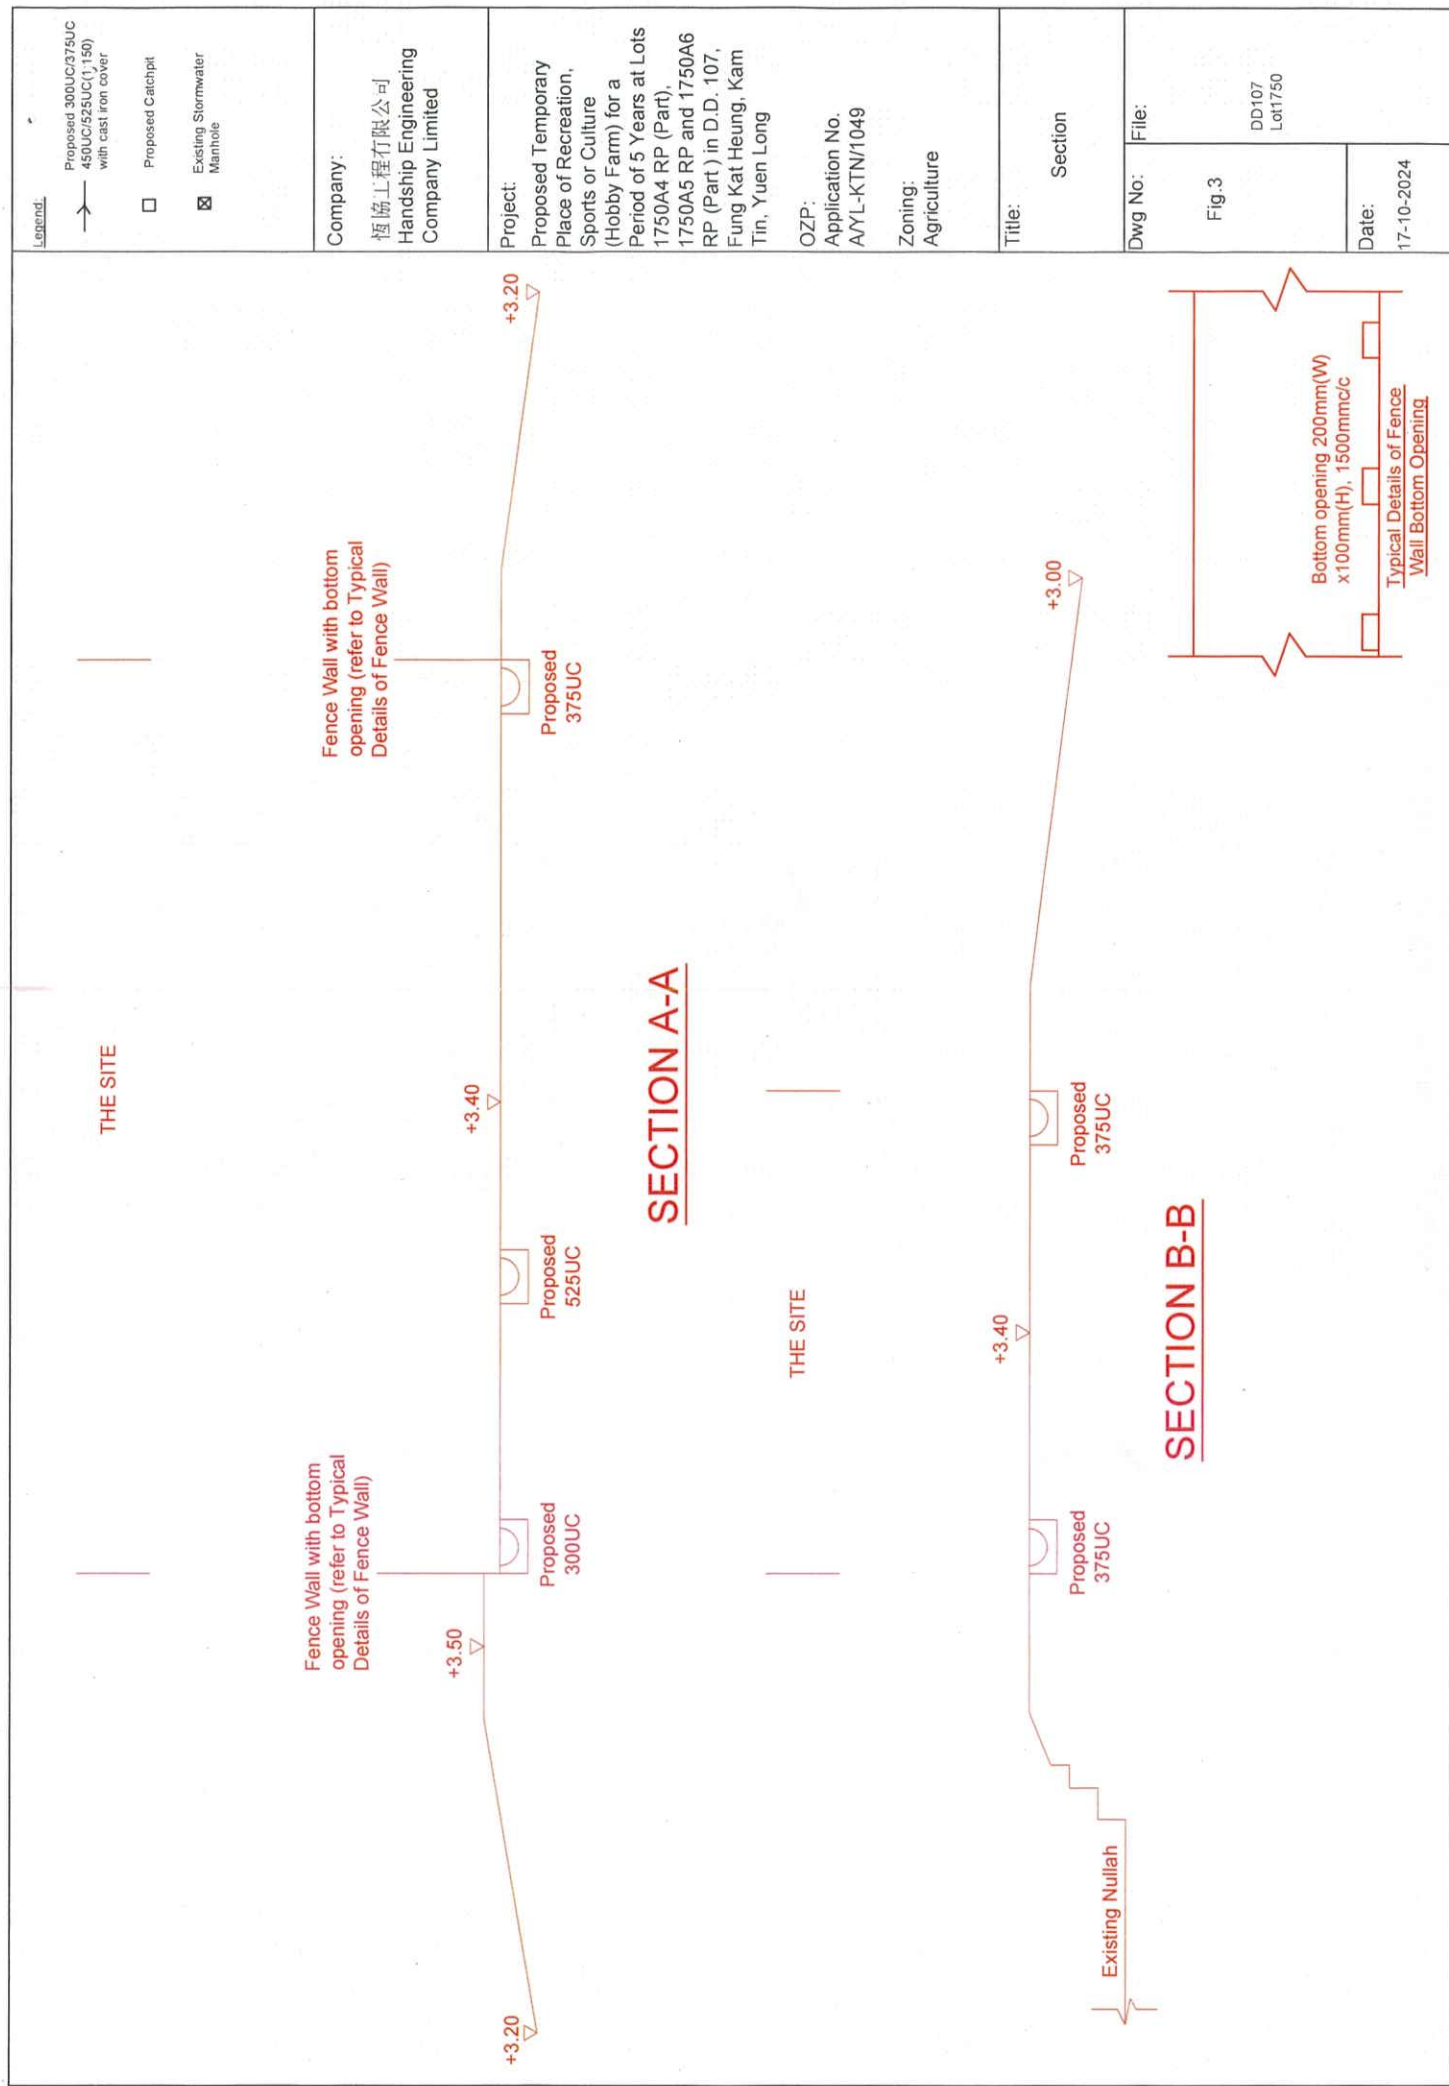 THE SITE
Fence Wall with bottom
opening (refer to Typical
Details of Fence Wall)
Fence Wall with bottom
opening (refer to Typical
Details of Fence Wall)
+3.20
+3.50
+3.40
+3.20
Proposed
300UC
Proposed
525UC
Proposed
375UC
SECTION A-A
THE SITE
Existing Nullah
+3.40
+3.00
Proposed
375UC
Proposed
375UC
SECTION B-B
Bottom opening 200mm(W)
x100mm(H), 1500mmc/c
Typical Details of Fence
Wall Bottom Opening
Legend:
Proposed 300UC/375UC
450UC/525UC(1:150)
with cast iron cover
Proposed Catchpit
Existing Stormwater
Manhole
Company:
恆協工程有限公司
Handship Engineering
Company Limited
Project:
Proposed Temporary
Place of Recreation,
Sports or Culture
(Hobby Farm) for a
Period of 5 Years at Lots
1750A4 RP (Part),
1750A5 RP and 1750A6
RP (Part ) in D.D. 107,
Fung Kat Heung, Kam
Tin, Yuen Long
OZP:
Application No.
A/YL-KTN/1049
Zoning:
Agriculture
Title:
Section
Dwg No:
Fig.3
File:
DD107
Lot1750
Date:
17-10-2024